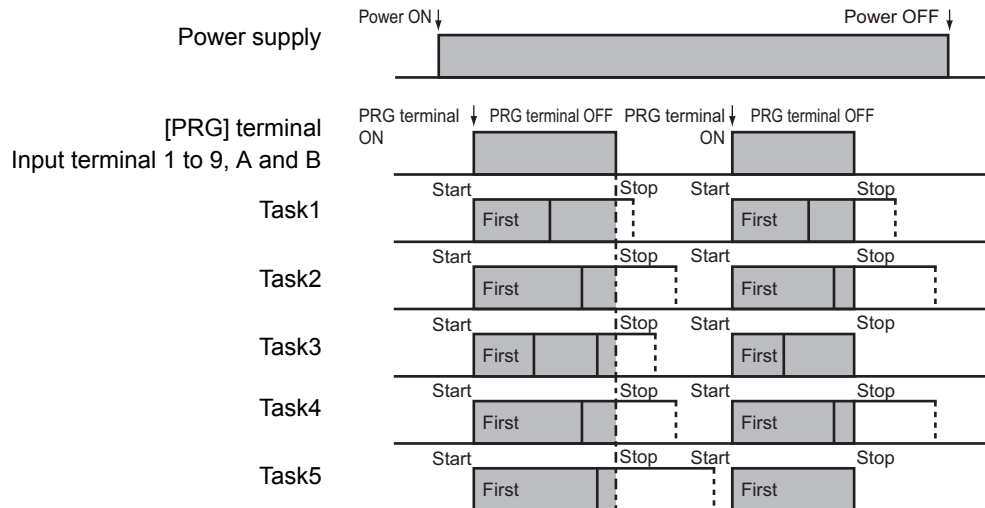 Power ON
Power OFF
Power supply
PRG terminal
ON
PRG terminal OFF
PRG terminal
ON
PRG terminal OFF
[PRG] terminal
Input terminal 1 to 9, A and B
Start
Stop
Start
Stop
Task1
First
First
Start
Stop
Start
Stop
Task2
First
First
Start
Stop
Start
Stop
Task3
First
First
Start
Stop
Start
Stop
Task4
First
First
Start
Stop
Start
Stop
Task5
First
First